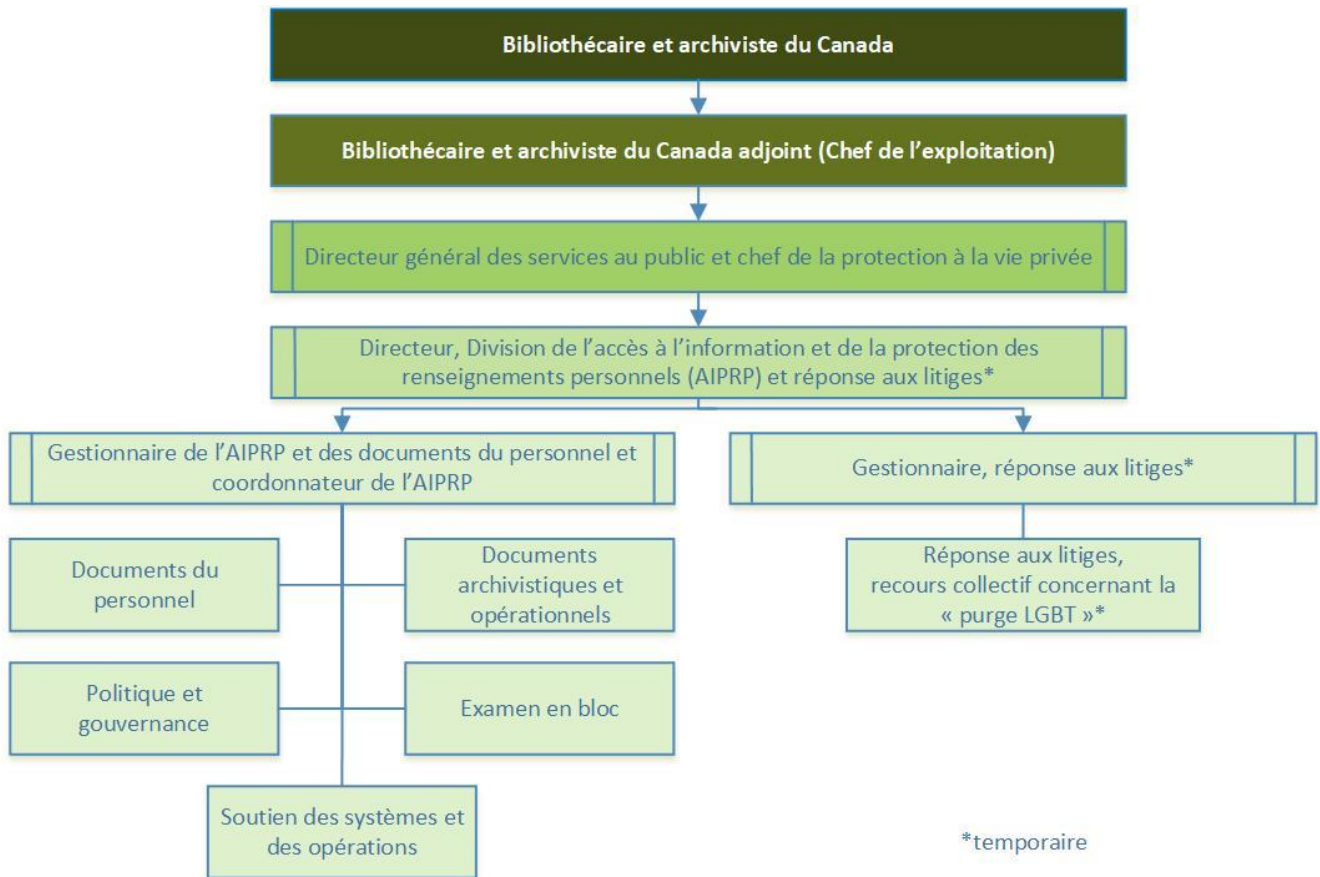 Bibliothécaire et archiviste du Canada
Bibliothécaire et archiviste du Canada adjoint (Chef de l’exploitation)
Directeur général des services au public et chef de la protection à la vie privée
Directeur, Division de l’accès à l’information et de la protection des
renseignements personnels (AIPRP) et réponse aux litiges*
Gestionnaire de l’AIPRP et des documents du personnel et
coordonnateur de l’AIPRP
Gestionnaire, réponse aux litiges*
Documents du
personnel
Documents
archivistiques et
opérationnels
Réponse aux litiges,
recours collectif concernant la
« purge LGBT »*
Politique et
gouvernance
Examen en bloc
Soutien des systèmes et
des opérations
*temporaire